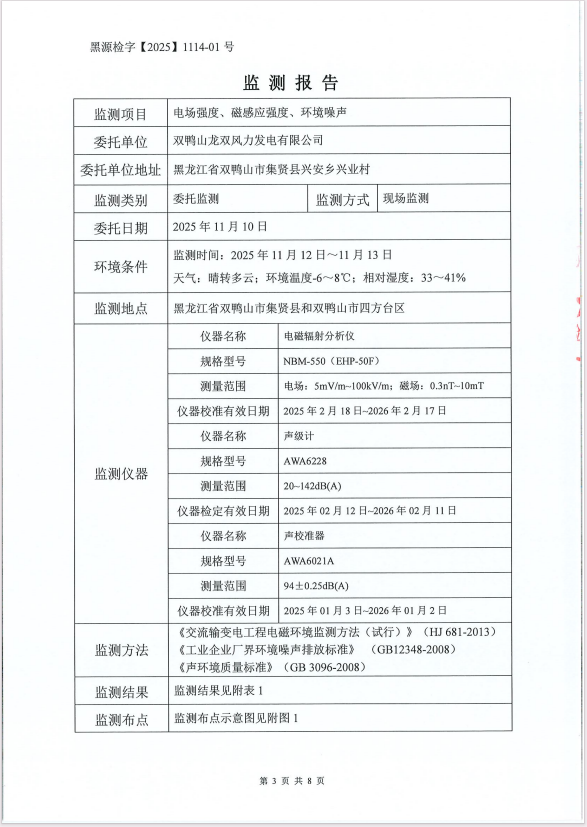 黑源检字【2025】1114-01 号
监 测 报 告
监测项目 电场强度、磁感应强度、环境噪声
委托单位 双鸭山龙双风力发电有限公司
委托单位地址 黑龙江省双鸭山市集贤县兴安乡兴业村
监测类别 委托监测 监测方式 现场监测
委托日期 2025 年 11 月 10 日
环境条件
监测时间：2025 年 11 月 12 日～11 月 13 日
天气：晴转多云；环境温度-6～8℃；相对湿度：33～41%
监测地点 黑龙江省双鸭山市集贤县和双鸭山市四方台区
监测仪器
仪器名称 电磁辐射分析仪
规格型号 NBM-550（EHP-50F）
测量范围 电场：5mV/m~100kV/m；磁场：0.3nT~10mT
仪器校准有效日期 2025 年 2 月 18 日~2026 年 2 月 17 日
仪器名称 声级计
规格型号 AWA6228
测量范围 20~142dB(A)
仪器检定有效日期 2025 年 02 月 12 日~2026 年 02 月 11 日
仪器名称 声校准器
规格型号 AWA6021A
测量范围 94±0.25dB(A)
仪器校准有效日期 2025 年 01 月 3 日~2026 年 01 月 2 日
监测方法
《交流输变电工程电磁环境监测方法（试行）》（HJ 681-2013）
《工业企业厂界环境噪声排放标准》（GB12348-2008）
《声环境质量标准》（GB 3096-2008）
监测结果 监测结果见附表 1
监测布点 监测布点示意图见附图 1
第 3 页 共 8 页